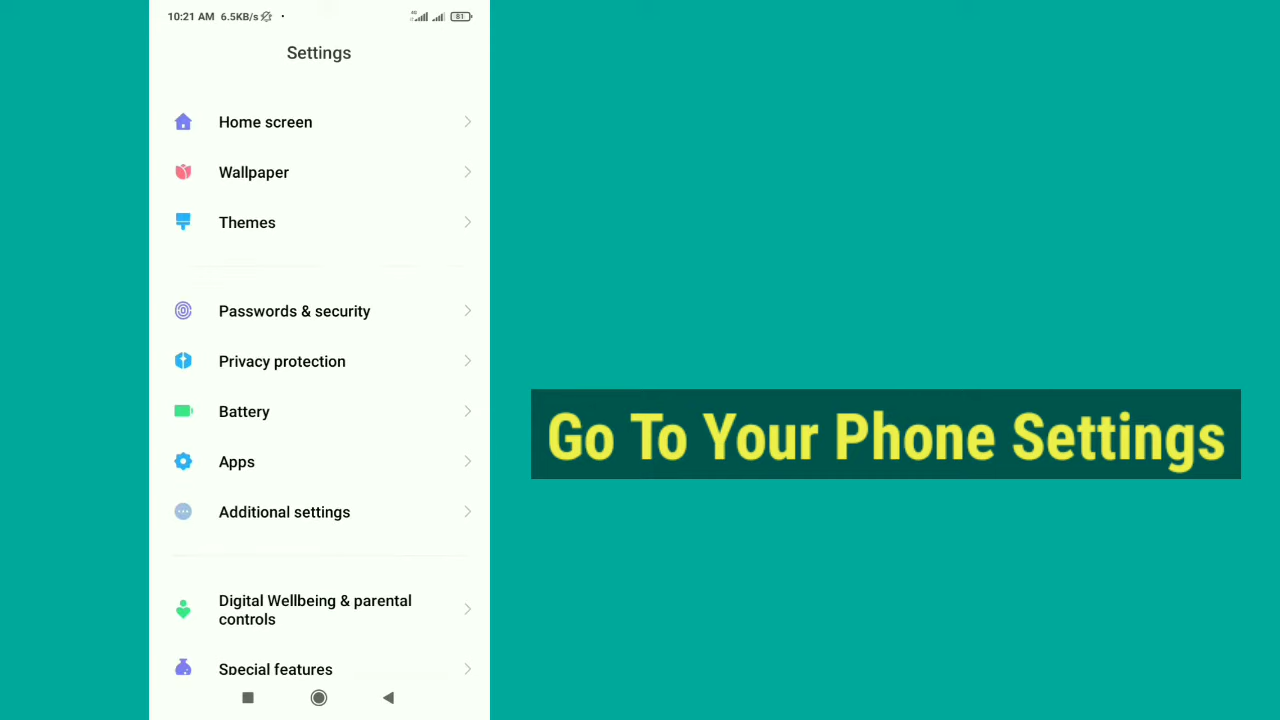 10:21 AM 6.5KB/s 4G 81
Settings
Home screen
Wallpaper
Themes
Passwords & security
Privacy protection
Battery
Apps
Additional settings
Digital Wellbeing & parental
controls
Special features
Go To Your Phone Settings